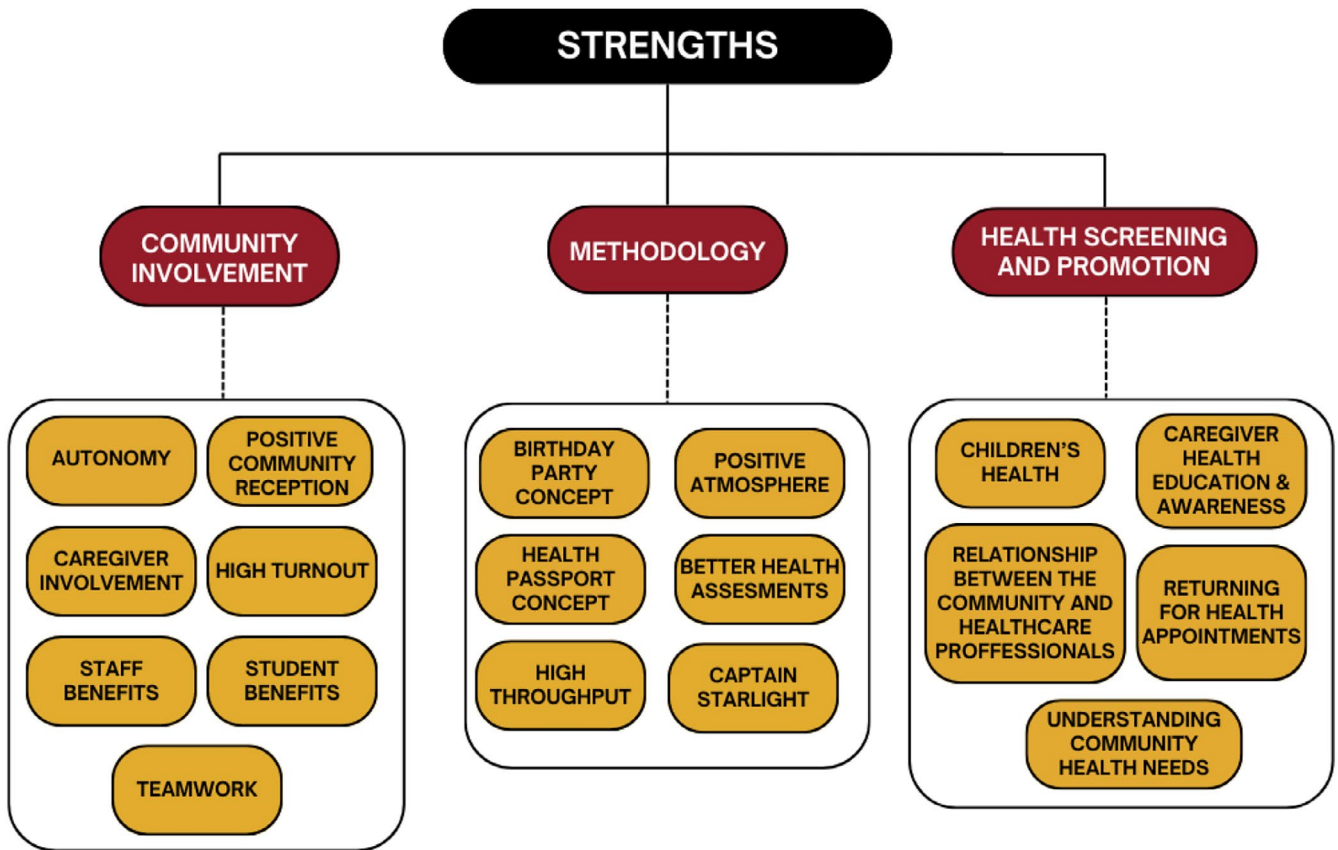 STRENGTHS
COMMUNITY
INVOLVEMENT
METHODOLOGY
HEALTH SCREENING
AND PROMOTION
AUTONOMY
POSITIVE
COMMUNITY
RECEPTION
CAREGIVER
INVOLVEMENT
HIGH TURNOUT
STAFF
BENEFITS
STUDENT
BENEFITS
TEAMWORK
BIRTHDAY
PARTY
CONCEPT
POSITIVE
ATMOSPHERE
HEALTH
PASSPORT
CONCEPT
BETTER HEALTH
ASSESMENTS
HIGH
THROUGHPUT
CAPTAIN
STARLIGHT
CHILDREN'S
HEALTH
CAREGIVER
HEALTH
EDUCATION &
AWARENESS
RELATIONSHIP
BETWEEN THE
COMMUNITY AND
HEALTHCARE
PROFFESSIONALS
RETURNING
FOR HEALTH
APPOINTMENTS
UNDERSTANDING
COMMUNITY
HEALTH NEEDS